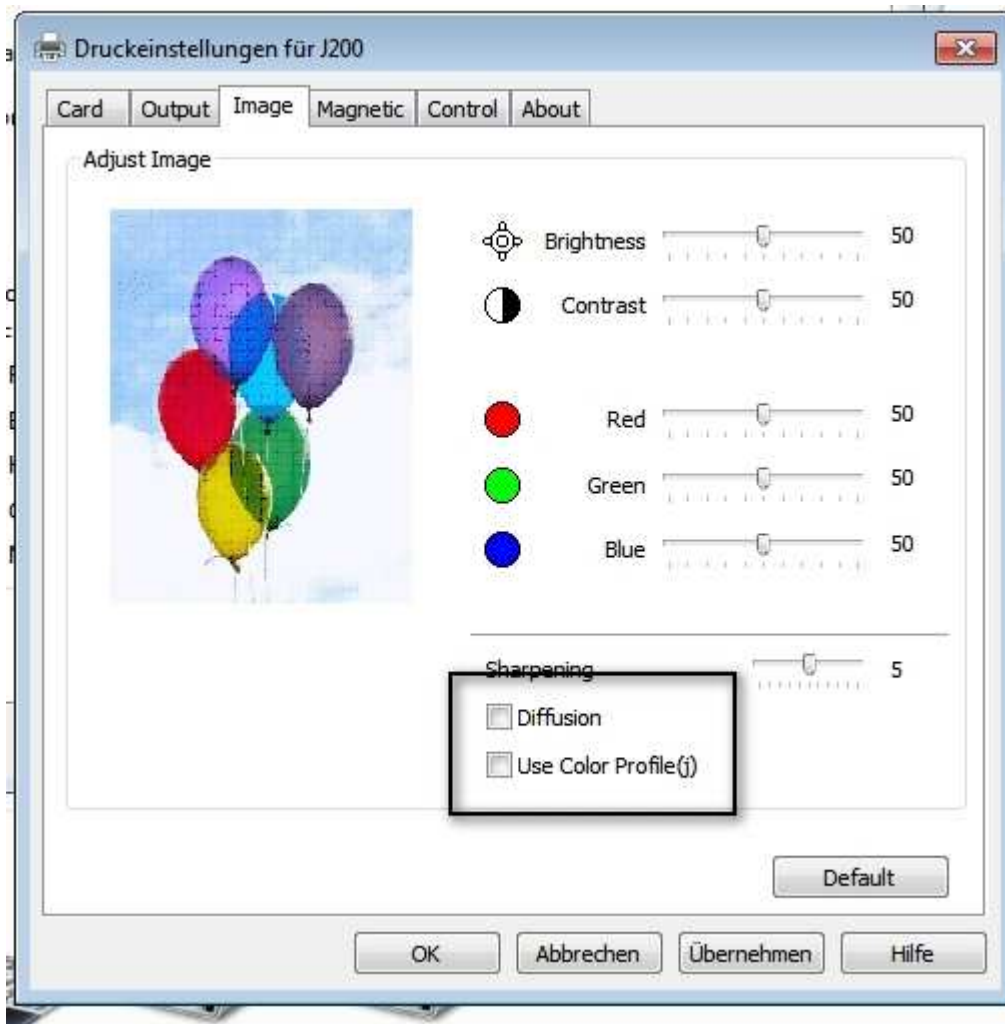 Druckeinstellungen für J200
Card Output Image Magnetic Control About
Adjust Image
Brightness 50
Contrast 50
Red 50
Green 50
Blue 50
Sharpening 5
Diffusion
Use Color Profile(j)
Default
OK Abbrechen Übernehmen Hilfe